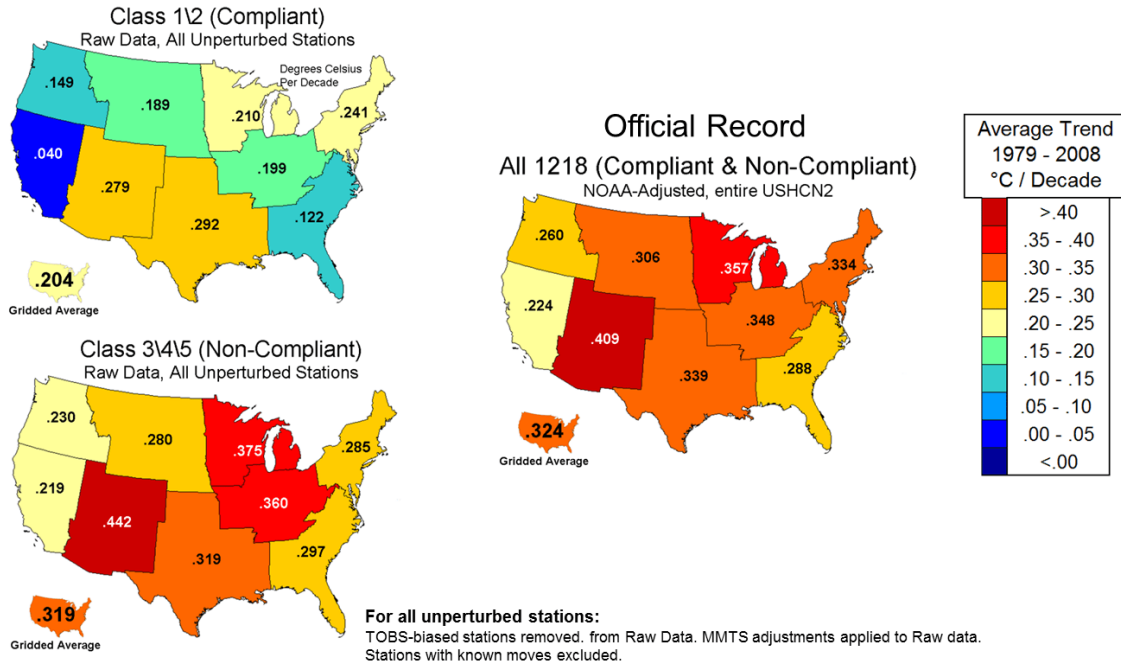 Class 1\2 (Compliant)
Raw Data, All Unperturbed Stations
Degrees Celsius
Per Decade
.149
.189
.210
.241
.040
.279
.199
.292
.122
.204
Gridded Average
Class 3\4\5 (Non-Compliant)
Raw Data, All Unperturbed Stations
.230
.280
.375
.285
.219
.442
.360
.319
.297
.319
Gridded Average
Official Record
All 1218 (Compliant & Non-Compliant)
NOAA-Adjusted, entire USHCN2
.260
.306
.357
.334
.224
.409
.348
.339
.288
.324
Gridded Average
Average Trend
1979 - 2008
°C / Decade
>.40
.35 - .40
.30 - .35
.25 - .30
.20 - .25
.15 - .20
.10 - .15
.05 - .10
.00 - .05
<.00
For all unperturbed stations:
TOBS-biased stations removed. from Raw Data. MMTS adjustments applied to Raw data.
Stations with known moves excluded.